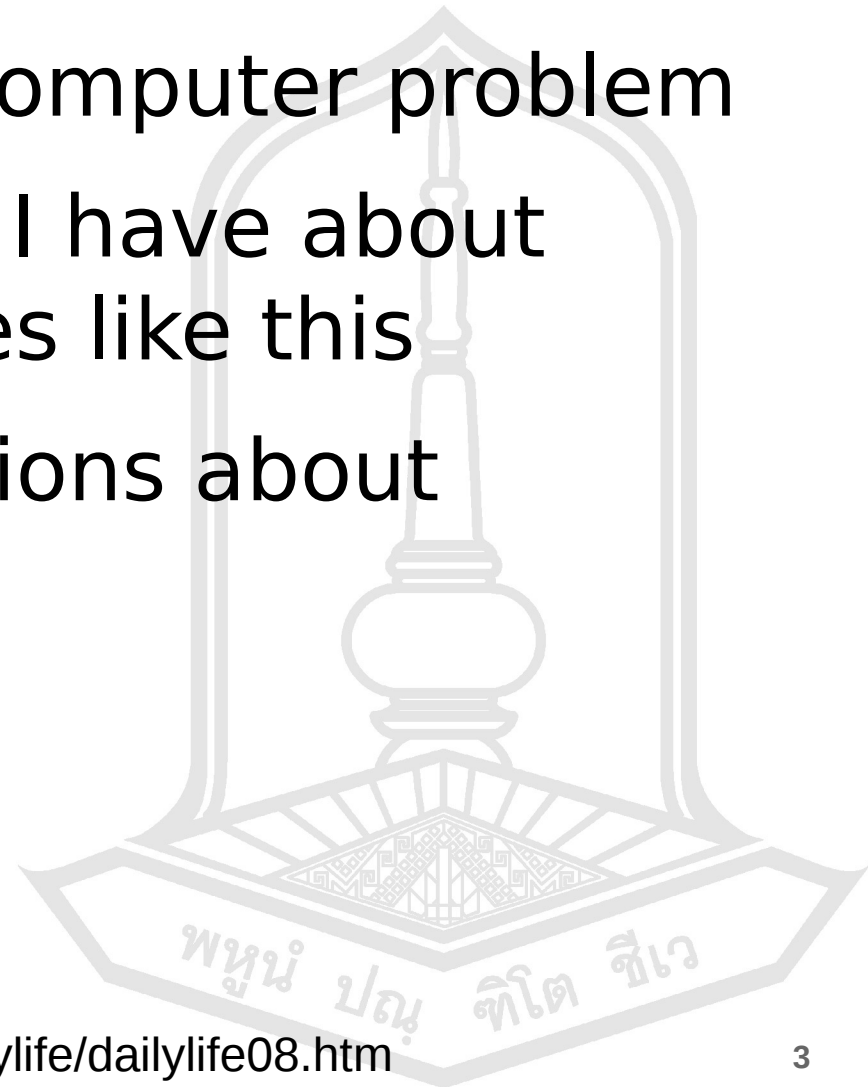 omputer problem
I have about
es like this
ions about
พหูนํ ปณฺ ฑิโต ชีเว
ylife/dailylife08.htm
3